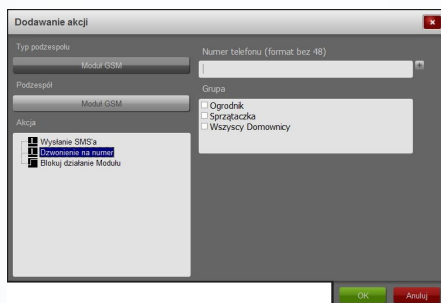 Dodawanie akcji
Typ podzespołu
Moduł GSM
Podzespół
Moduł GSM
Akcja
Wysłanie SMS'a
Dzwonienie na numer
Blokuj działanie Modułu
Numer telefonu (format bez 48)
Grupa
Ogrodnik
Sprzątaczka
Wszyscy Domownicy
OK
Anuluj